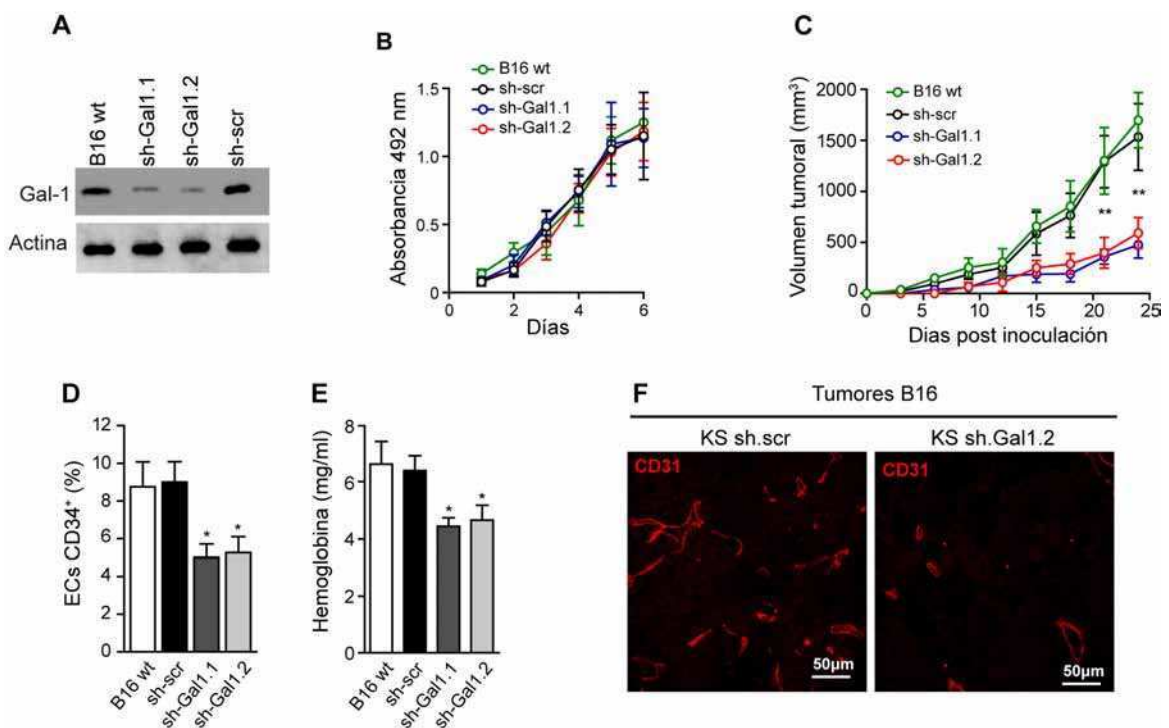 A
B16 wt
sh-Gal1.1
sh-Gal1.2
sh-scr
Gal-1
Actina
B
B16 wt
sh-scr
sh-Gal1.1
sh-Gal1.2
Absorbancia 492 nm
1.5
1.0
0.5
0
0 2 4 6
Días
C
B16 wt
sh-scr
sh-Gal1.1
sh-Gal1.2
Volumen tumoral (mm³)
2000
1500
1000
500
0
** **
0 5 10 15 20 25
Dias post inoculación
D
ECs CD34⁺ (%)
12
10
8
6
4
2
0
* *
B16 wt
sh-scr
sh-Gal1.1
sh-Gal1.2
E
Hemoglobina (mg/ml)
8
6
4
2
0
* *
B16 wt
sh-scr
sh-Gal1.1
sh-Gal1.2
F
Tumores B16
KS sh.scr
KS sh.Gal1.2
CD31
CD31
50µm
50µm